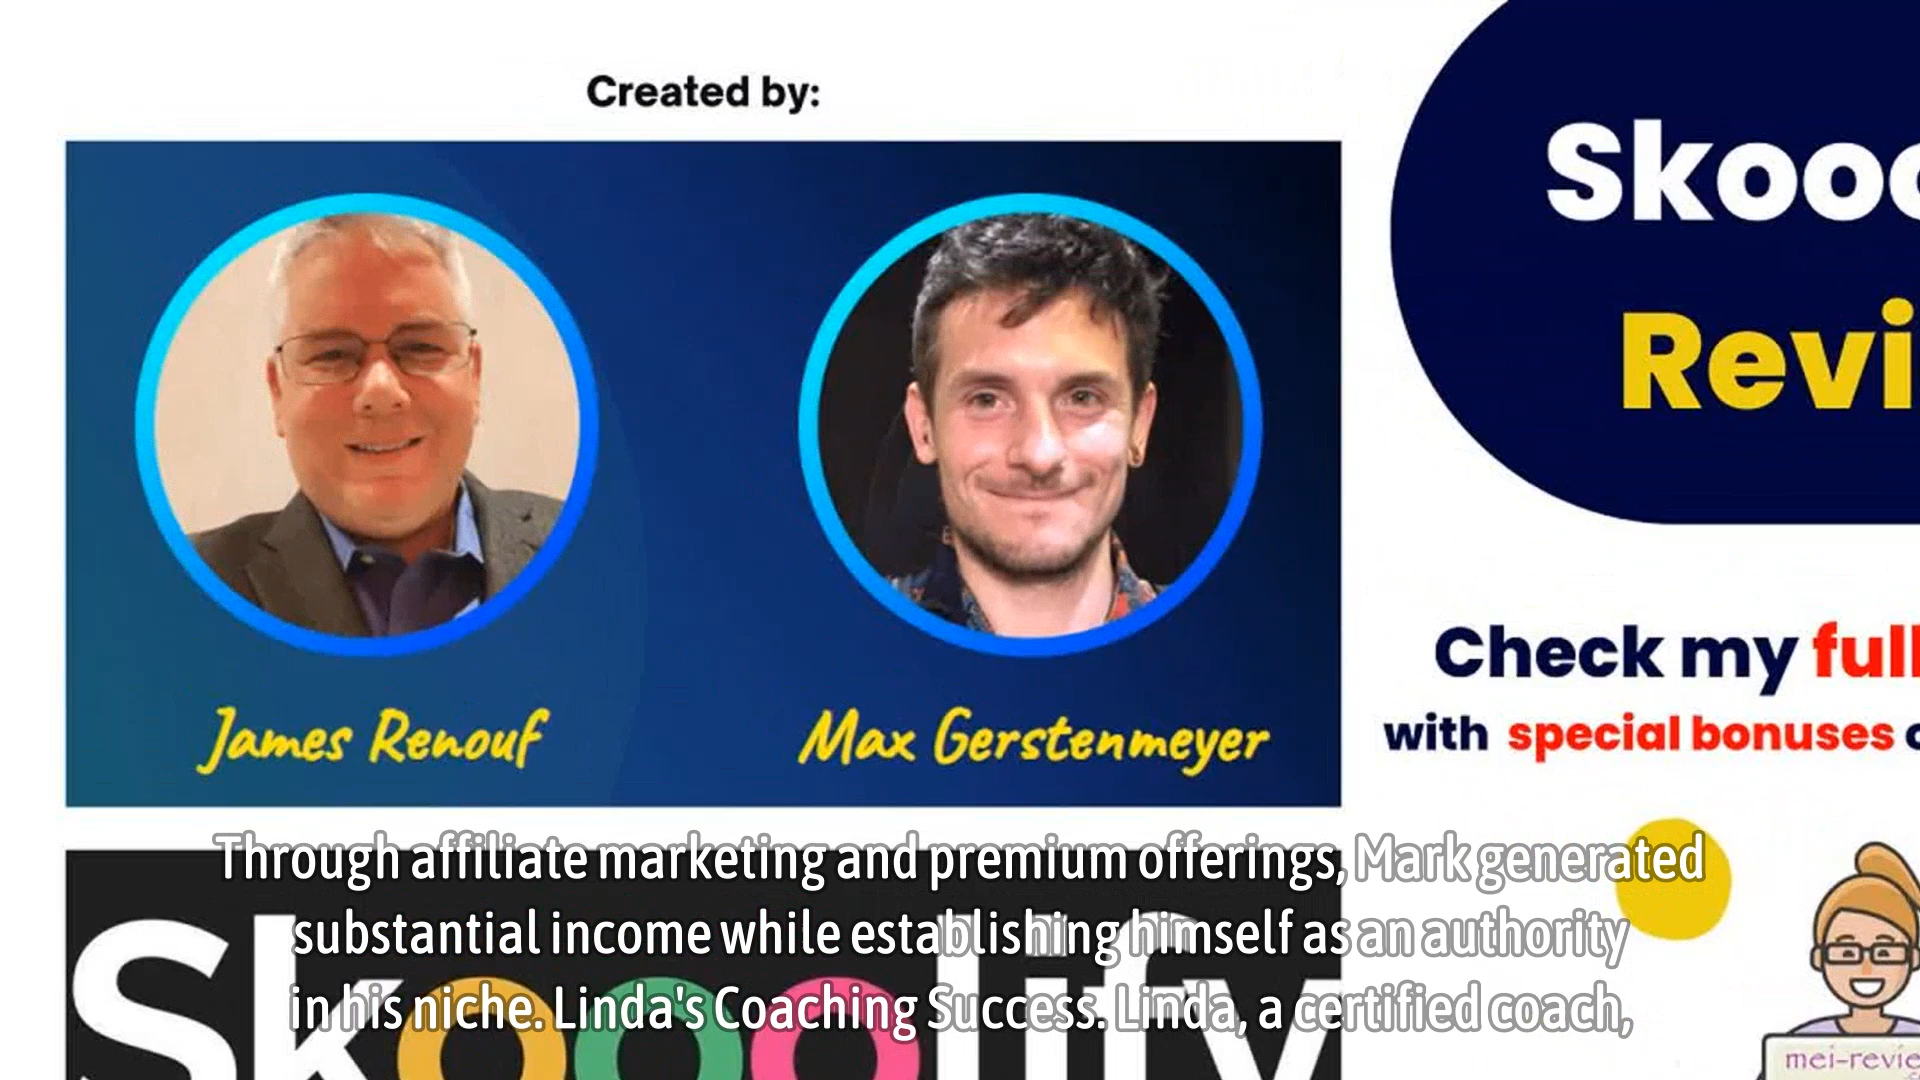 Created by:
James Renouf
Max Gerstenmeyer
Revi
Check my full
with special bonuses
Skooolify
Through affiliate marketing and premium offerings, Mark generated
substantial income while establishing himself as an authority
in his niche. Linda's Coaching Success. Linda, a certified coach,
mei-revie